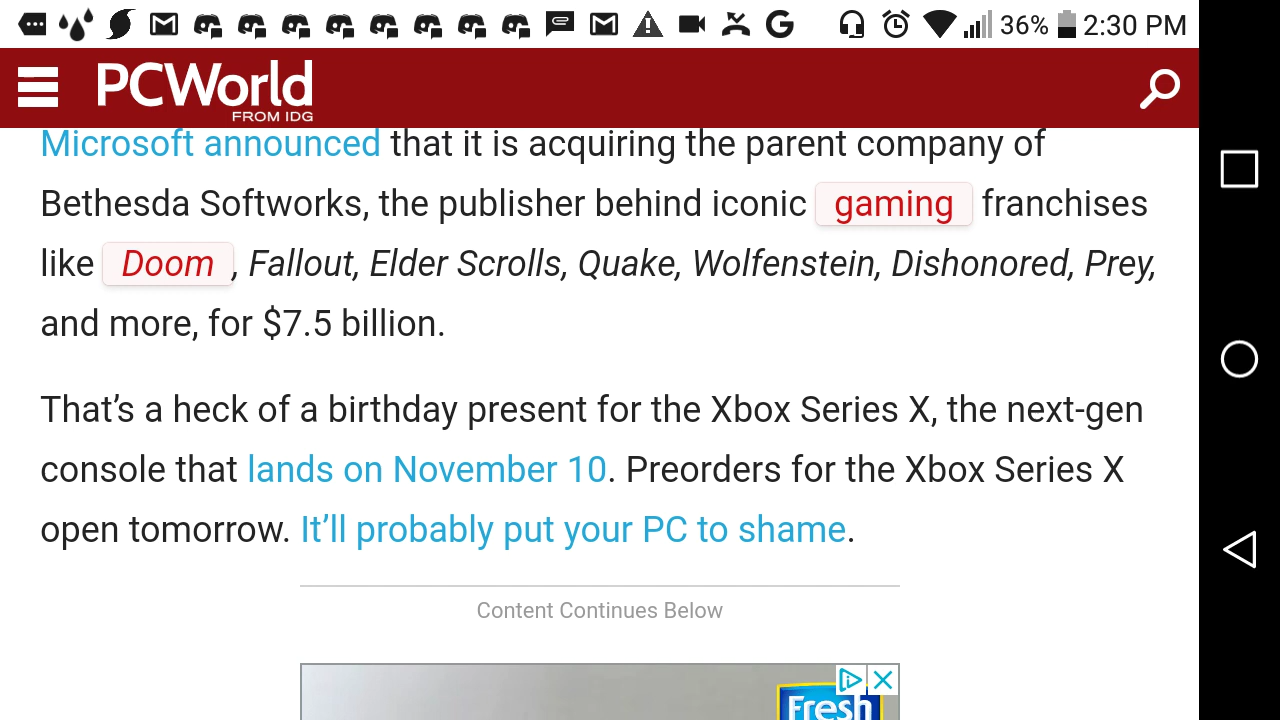 36% 2:30 PM
PCWorld
FROM IDG
Microsoft announced that it is acquiring the parent company of
Bethesda Softworks, the publisher behind iconic gaming franchises
like Doom, Fallout, Elder Scrolls, Quake, Wolfenstein, Dishonored, Prey,
and more, for $7.5 billion.
That’s a heck of a birthday present for the Xbox Series X, the next-gen
console that lands on November 10. Preorders for the Xbox Series X
open tomorrow. It’ll probably put your PC to shame.
Content Continues Below
Fresh